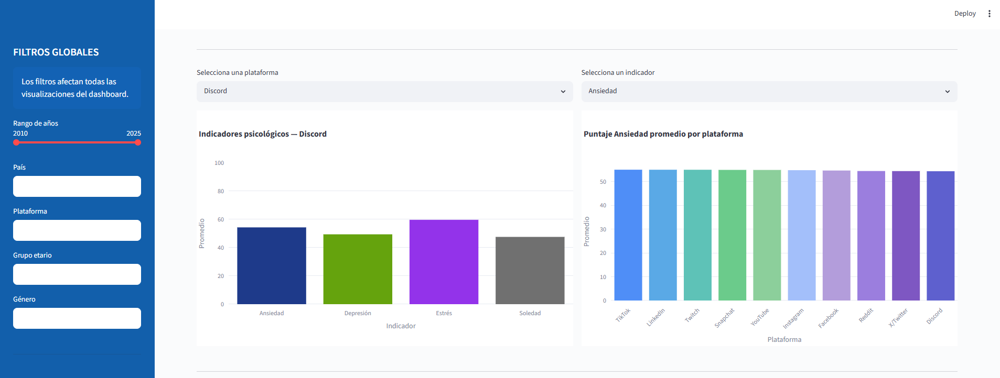 Deploy
FILTROS GLOBALES
Los filtros afectan todas las
visualizaciones del dashboard.
Rango de años
2010 2025
País
Plataforma
Grupo etario
Género
Selecciona una plataforma
Discord
Selecciona un indicador
Ansiedad
Indicadores psicológicos — Discord
100
80
60
40
20
0
Promedio
Ansiedad Depresión Estrés Soledad
Indicador
Puntaje Ansiedad promedio por plataforma
50
40
30
20
10
0
Promedio
TikTok LinkedIn Twitch Snapchat YouTube Instagram Facebook Reddit X/Twitter Discord
Plataforma